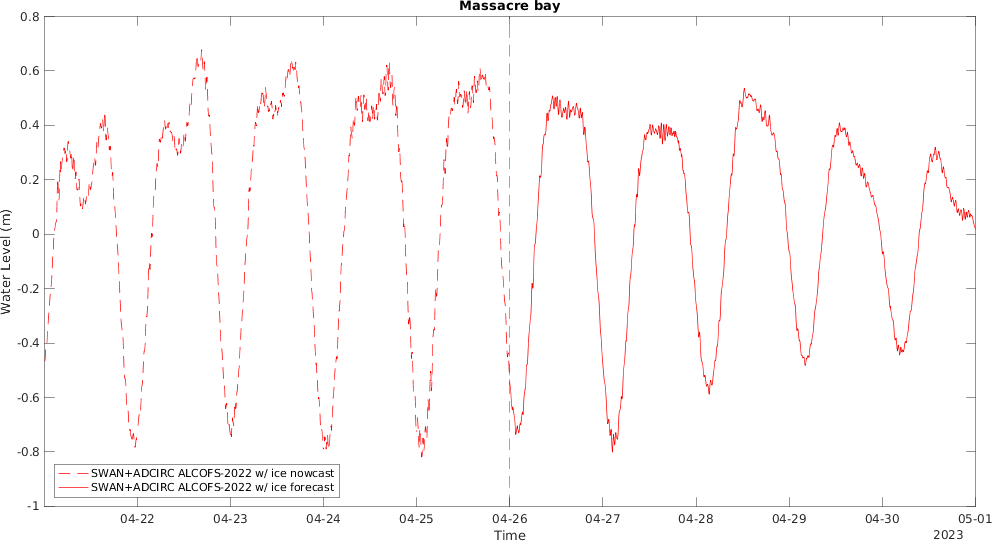 Massacre bay
0.8
0.6
0.4
0.2
0
-0.2
-0.4
-0.6
-0.8
-1
Water Level (m)
SWAN+ADCIRC ALCOFS-2022 w/ ice nowcast
SWAN+ADCIRC ALCOFS-2022 w/ ice forecast
04-22 04-23 04-24 04-25 04-26 04-27 04-28 04-29 04-30 05-01
Time
2023